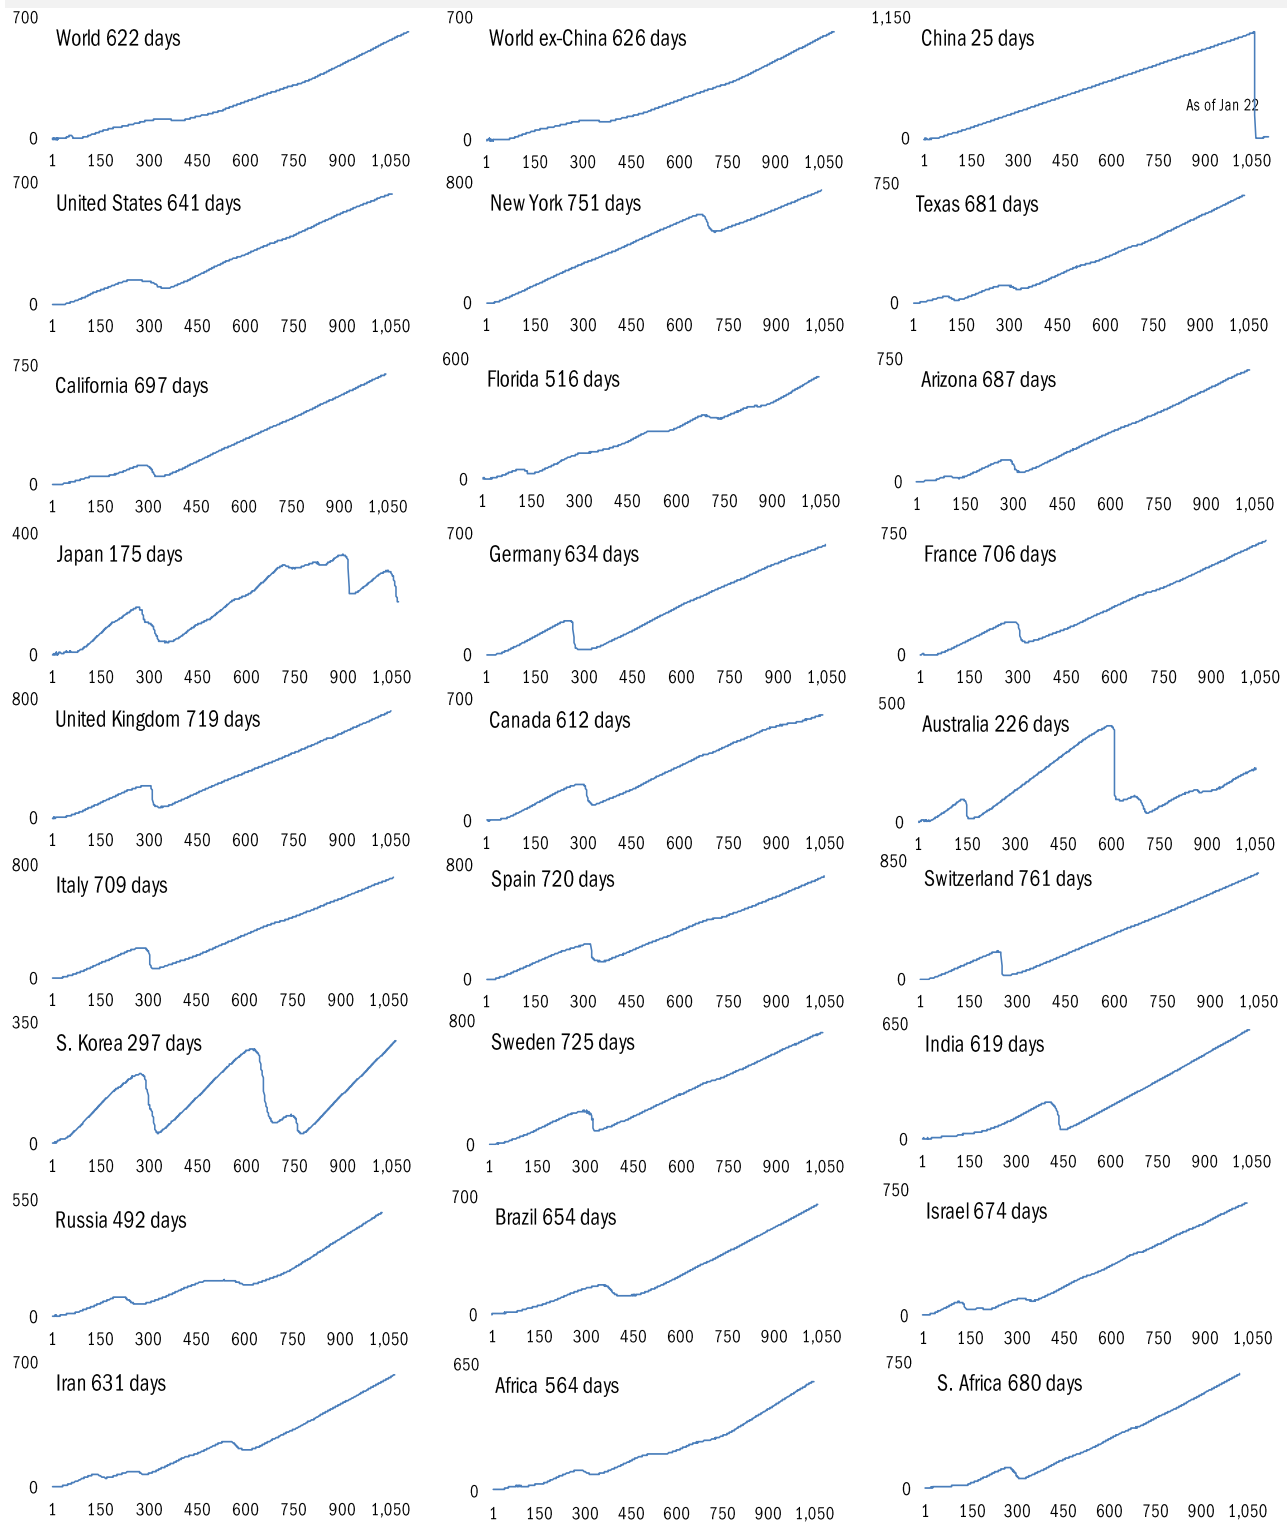 700 700 1,150
World 622 days World ex-China 626 days China 25 days
As of Jan 22
0 0 0
1 150 300 450 600 750 900 1,050 1 150 300 450 600 750 900 1,050 1 150 300 450 600 750 900 1,050
700 800 750
United States 641 days New York 751 days Texas 681 days
0 0 0
1 150 300 450 600 750 900 1,050 1 150 300 450 600 750 900 1,050 1 150 300 450 600 750 900 1,050
750 600 750
California 697 days Florida 516 days Arizona 687 days
0 0 0
1 150 300 450 600 750 900 1,050 1 150 300 450 600 750 900 1,050 1 150 300 450 600 750 900 1,050
400 700 750
Japan 175 days Germany 634 days France 706 days
0 0 0
1 150 300 450 600 750 900 1,050 1 150 300 450 600 750 900 1,050 1 150 300 450 600 750 900 1,050
800 700 500
United Kingdom 719 days Canada 612 days Australia 226 days
0 0 0
1 150 300 450 600 750 900 1,050 1 150 300 450 600 750 900 1,050 1 150 300 450 600 750 900 1,050
800 800 850
Italy 709 days Spain 720 days Switzerland 761 days
0 0 0
1 150 300 450 600 750 900 1,050 1 150 300 450 600 750 900 1,050 1 150 300 450 600 750 900 1,050
350 800 650
S. Korea 297 days Sweden 725 days India 619 days
0 0 0
1 150 300 450 600 750 900 1,050 1 150 300 450 600 750 900 1,050 1 150 300 450 600 750 900 1,050
550 700 750
Russia 492 days Brazil 654 days Israel 674 days
0 0 0
1 150 300 450 600 750 900 1,050 1 150 300 450 600 750 900 1,050 1 150 300 450 600 750 900 1,050
700 650 750
Iran 631 days Africa 564 days S. Africa 680 days
0 0 0
1 150 300 450 600 750 900 1,050 1 150 300 450 600 750 900 1,050 1 150 300 450 600 750 900 1,050